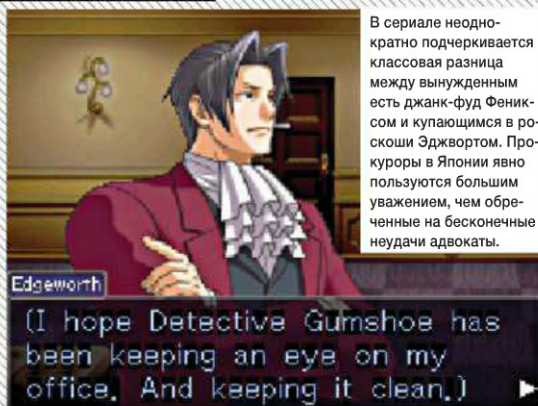 В сериале неодно-
кратно подчеркивается
классовая разница
между вынужденным
есть джанк-фуд Феник-
сом и купающимся в ро-
скоши Эджвортом. Про-
куроры в Японии явно
пользуются большим
уважением, чем обре-
ченные на бесконечные
неудачи адвокаты.
Edgeworth
(I hope Detective Gumshoe has
been keeping an eye on my
office. And keeping it clean.)